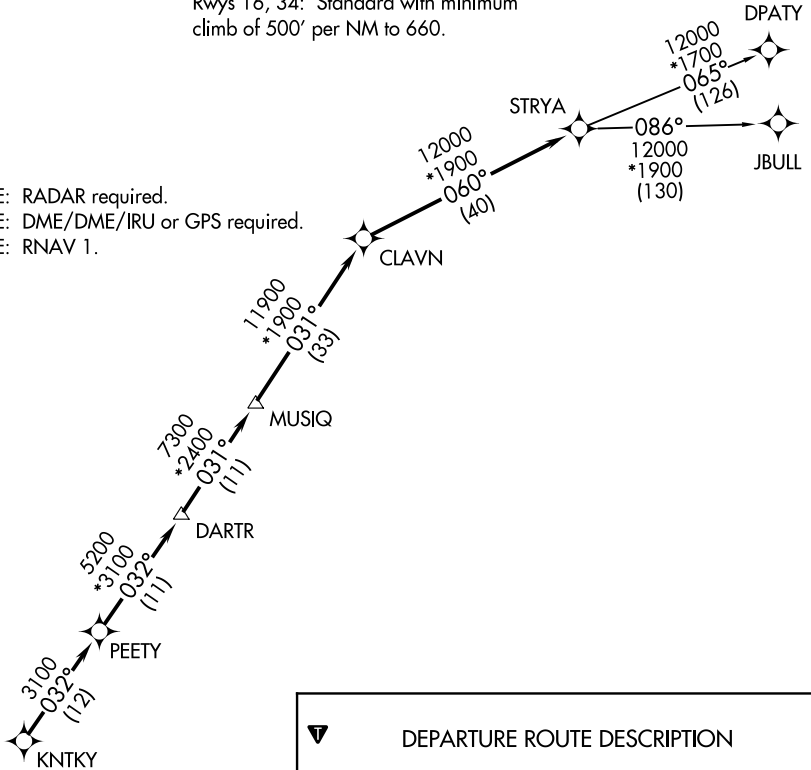 Rwys 16, 34: Standard with minimum
climb of 500' per NM to 660.
DPATY
12000
*1700
065°
(126)
STRYA
086°
12000
*1900
(130)
JBULL
12000
*1900
060°
(40)
E: RADAR required.
E: DME/DME/IRU or GPS required.
E: RNAV 1.
CLAVN
11900
*1900
031°
(33)
MUSIQ
7300
*2400
031°
(11)
DARTR
5200
*3100
032°
(11)
PEETY
3100
032°
(12)
KNTKY
T
DEPARTURE ROUTE DESCRIPTION